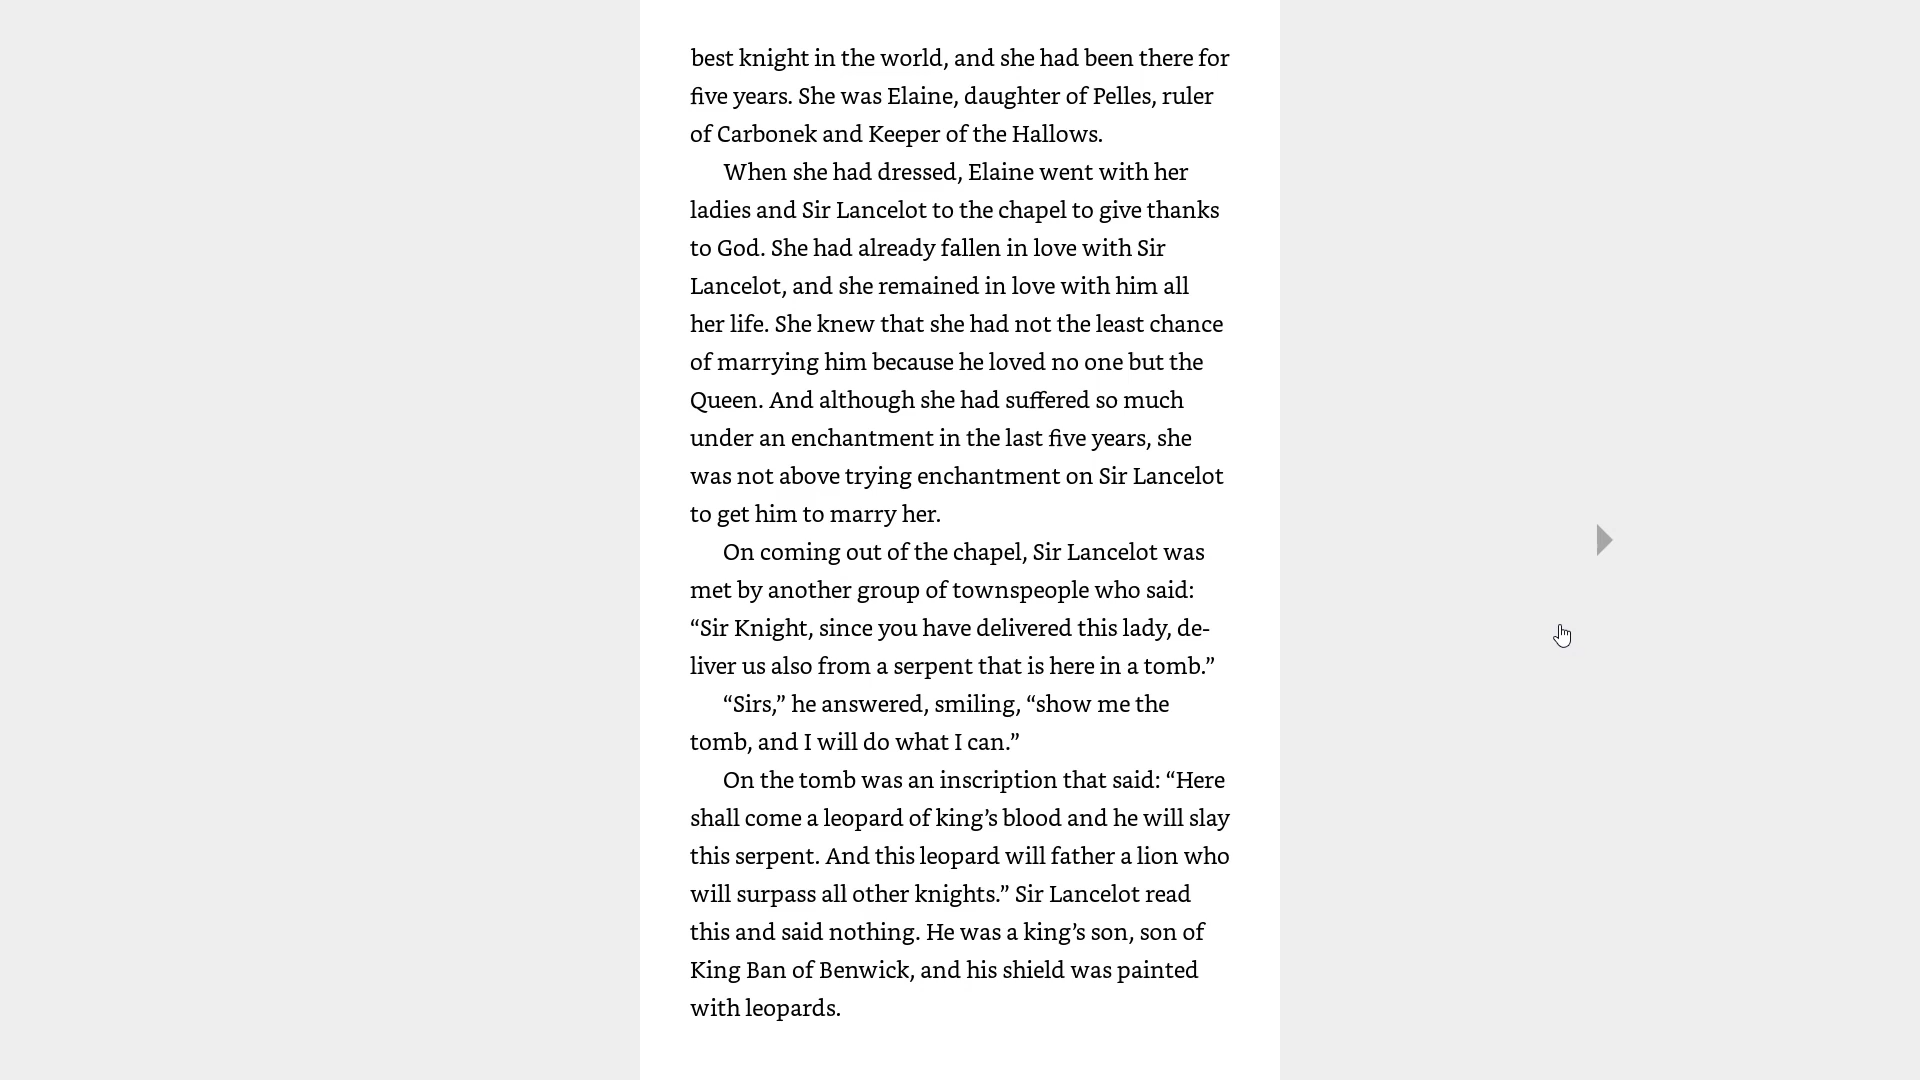 best knight in the world, and she had been there for
five years. She was Elaine, daughter of Pelles, ruler
of Carbonek and Keeper of the Hallows.
When she had dressed, Elaine went with her
ladies and Sir Lancelot to the chapel to give thanks
to God. She had already fallen in love with Sir
Lancelot, and she remained in love with him all
her life. She knew that she had not the least chance
of marrying him because he loved no one but the
Queen. And although she had suffered so much
under an enchantment in the last five years, she
was not above trying enchantment on Sir Lancelot
to get him to marry her.
On coming out of the chapel, Sir Lancelot was
met by another group of townspeople who said:
“Sir Knight, since you have delivered this lady, de-
liver us also from a serpent that is here in a tomb.”
“Sirs,” he answered, smiling, “show me the
tomb, and I will do what I can.”
On the tomb was an inscription that said: “Here
shall come a leopard of king’s blood and he will slay
this serpent. And this leopard will father a lion who
will surpass all other knights.” Sir Lancelot read
this and said nothing. He was a king’s son, son of
King Ban of Benwick, and his shield was painted
with leopards.